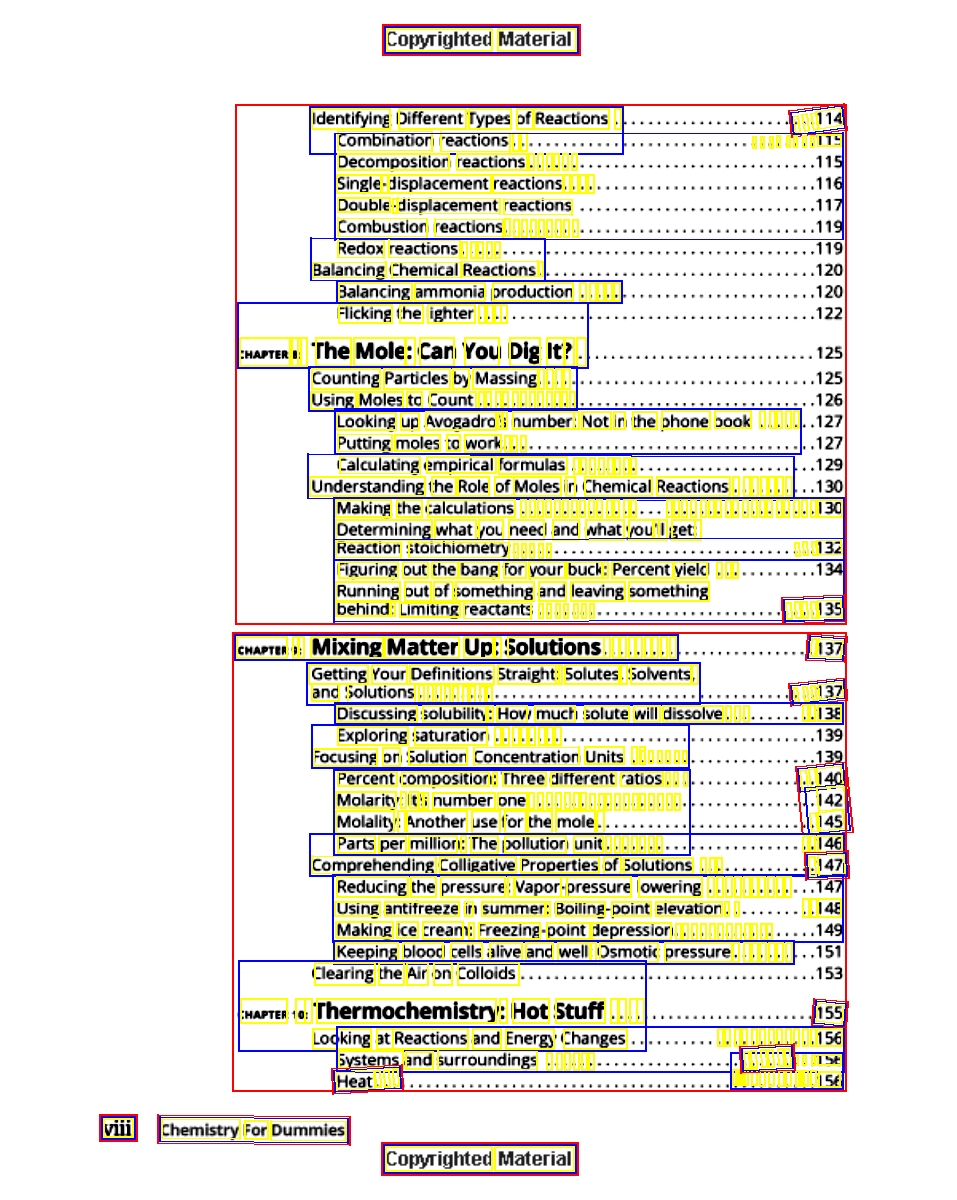 Copyrighted Material
Identifying Different Types of Reactions . . . . . . . . . . . . . . . . . . . . . . . . 114
Combination reactions . . . . . . . . . . . . . . . . . . . . . . . . 115
Decomposition reactions . . . . . . . . . . . . . . . . . . . . . . . . 115
Single-displacement reactions . . . . . . . . . . . . . . . . . . . . . . . . 116
Double-displacement reactions . . . . . . . . . . . . . . . . . . . . . . . . 117
Combustion reactions . . . . . . . . . . . . . . . . . . . . . . . . 119
Redox reactions . . . . . . . . . . . . . . . . . . . . . . . . 119
Balancing Chemical Reactions . . . . . . . . . . . . . . . . . . . . . . . . 120
Balancing ammonia production . . . . . . . . . . . . . . . . . . . . . . . . 120
Flicking the lighter . . . . . . . . . . . . . . . . . . . . . . . . 122
CHAPTER 8: The Mole: Can You Dig It? . . . . . . . . . . . . . . . . . . . . . . . . 125
Counting Particles by Massing . . . . . . . . . . . . . . . . . . . . . . . . 125
Using Moles to Count . . . . . . . . . . . . . . . . . . . . . . . . 126
Looking up Avogadro's number: Not in the phone book . . . . . . . . . 127
Putting moles to work . . . . . . . . . . . . . . . . . . . . . . . . 127
Calculating empirical formulas . . . . . . . . . . . . . . . . . . . . . . . . 129
Understanding the Role of Moles in Chemical Reactions . . . . . . . . . . . 130
Making the calculations . . . . . . . . . . . . . . . . . . . . . . . . 130
Determining what you need and what you'll get:
Reaction stoichiometry . . . . . . . . . . . . . . . . . . . . . . . . 132
Figuring out the bang for your buck: Percent yield . . . . . . . . . . . . . 134
Running out of something and leaving something
behind: Limiting reactants . . . . . . . . . . . . . . . . . . . . . . . . 135
CHAPTER 9: Mixing Matter Up: Solutions . . . . . . . . . . . . . . . . . . . . . . . . 137
Getting Your Definitions Straight: Solutes, Solvents,
and Solutions . . . . . . . . . . . . . . . . . . . . . . . . 137
Discussing solubility: How much solute will dissolve . . . . . . . . . . . 138
Exploring saturation . . . . . . . . . . . . . . . . . . . . . . . . 139
Focusing on Solution Concentration Units . . . . . . . . . . . . . . . . . . . . . . . . 139
Percent composition: Three different ratios . . . . . . . . . . . . . . . . . . 140
Molarity: It's number one . . . . . . . . . . . . . . . . . . . . . . . . 142
Molality: Another use for the mole . . . . . . . . . . . . . . . . . . . . . . . . 145
Parts per million: The pollution unit . . . . . . . . . . . . . . . . . . . . . . . . 146
Comprehending Colligative Properties of Solutions . . . . . . . . . . . . . . . 147
Reducing the pressure: Vapor-pressure lowering . . . . . . . . . . . . . . 147
Using antifreeze in summer: Boiling-point elevation . . . . . . . . . . . 148
Making ice cream: Freezing-point depression . . . . . . . . . . . . . . . . . 149
Keeping blood cells alive and well: Osmotic pressure . . . . . . . . . . . 151
Clearing the Air on Colloids . . . . . . . . . . . . . . . . . . . . . . . . 153
CHAPTER 10: Thermochemistry: Hot Stuff . . . . . . . . . . . . . . . . . . . . . . . . 155
Looking at Reactions and Energy Changes . . . . . . . . . . . . . . . . . . . . . . . . 156
Systems and surroundings . . . . . . . . . . . . . . . . . . . . . . . . 156
Heat . . . . . . . . . . . . . . . . . . . . . . . . 156
viii Chemistry For Dummies
Copyrighted Material